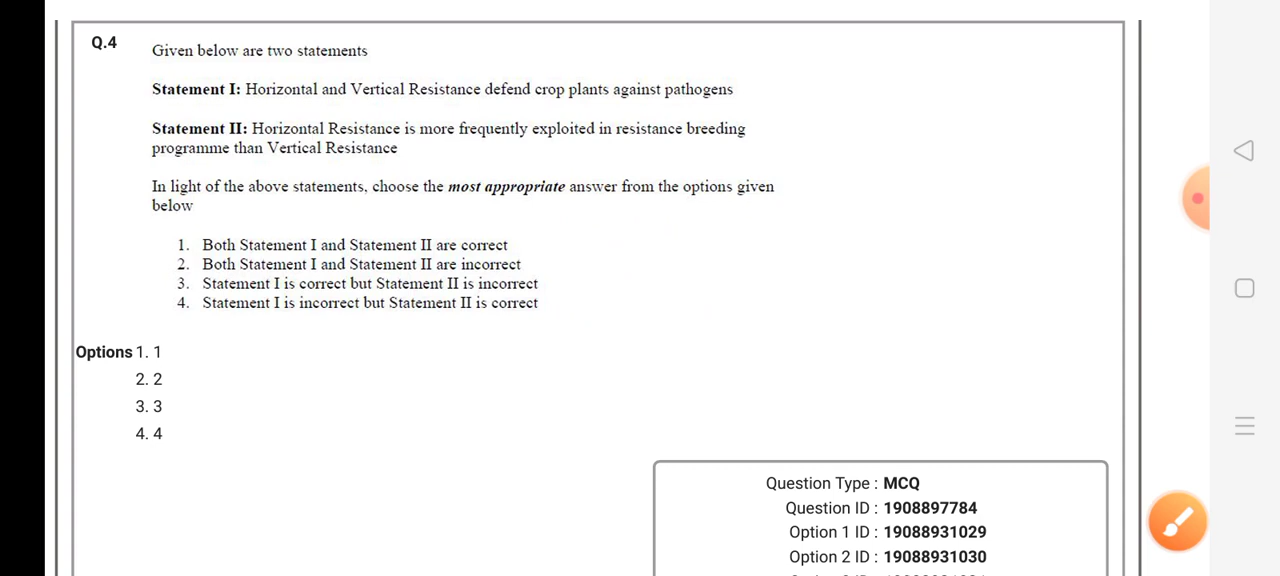 Q.4
Given below are two statements
Statement I: Horizontal and Vertical Resistance defend crop plants against pathogens
Statement II: Horizontal Resistance is more frequently exploited in resistance breeding
programme than Vertical Resistance
In light of the above statements, choose the most appropriate answer from the options given
below
1. Both Statement I and Statement II are correct
2. Both Statement I and Statement II are incorrect
3. Statement I is correct but Statement II is incorrect
4. Statement I is incorrect but Statement II is correct
Options 1. 1
2. 2
3. 3
4. 4
Question Type : MCQ
Question ID : 1908897784
Option 1 ID : 19088931029
Option 2 ID : 19088931030